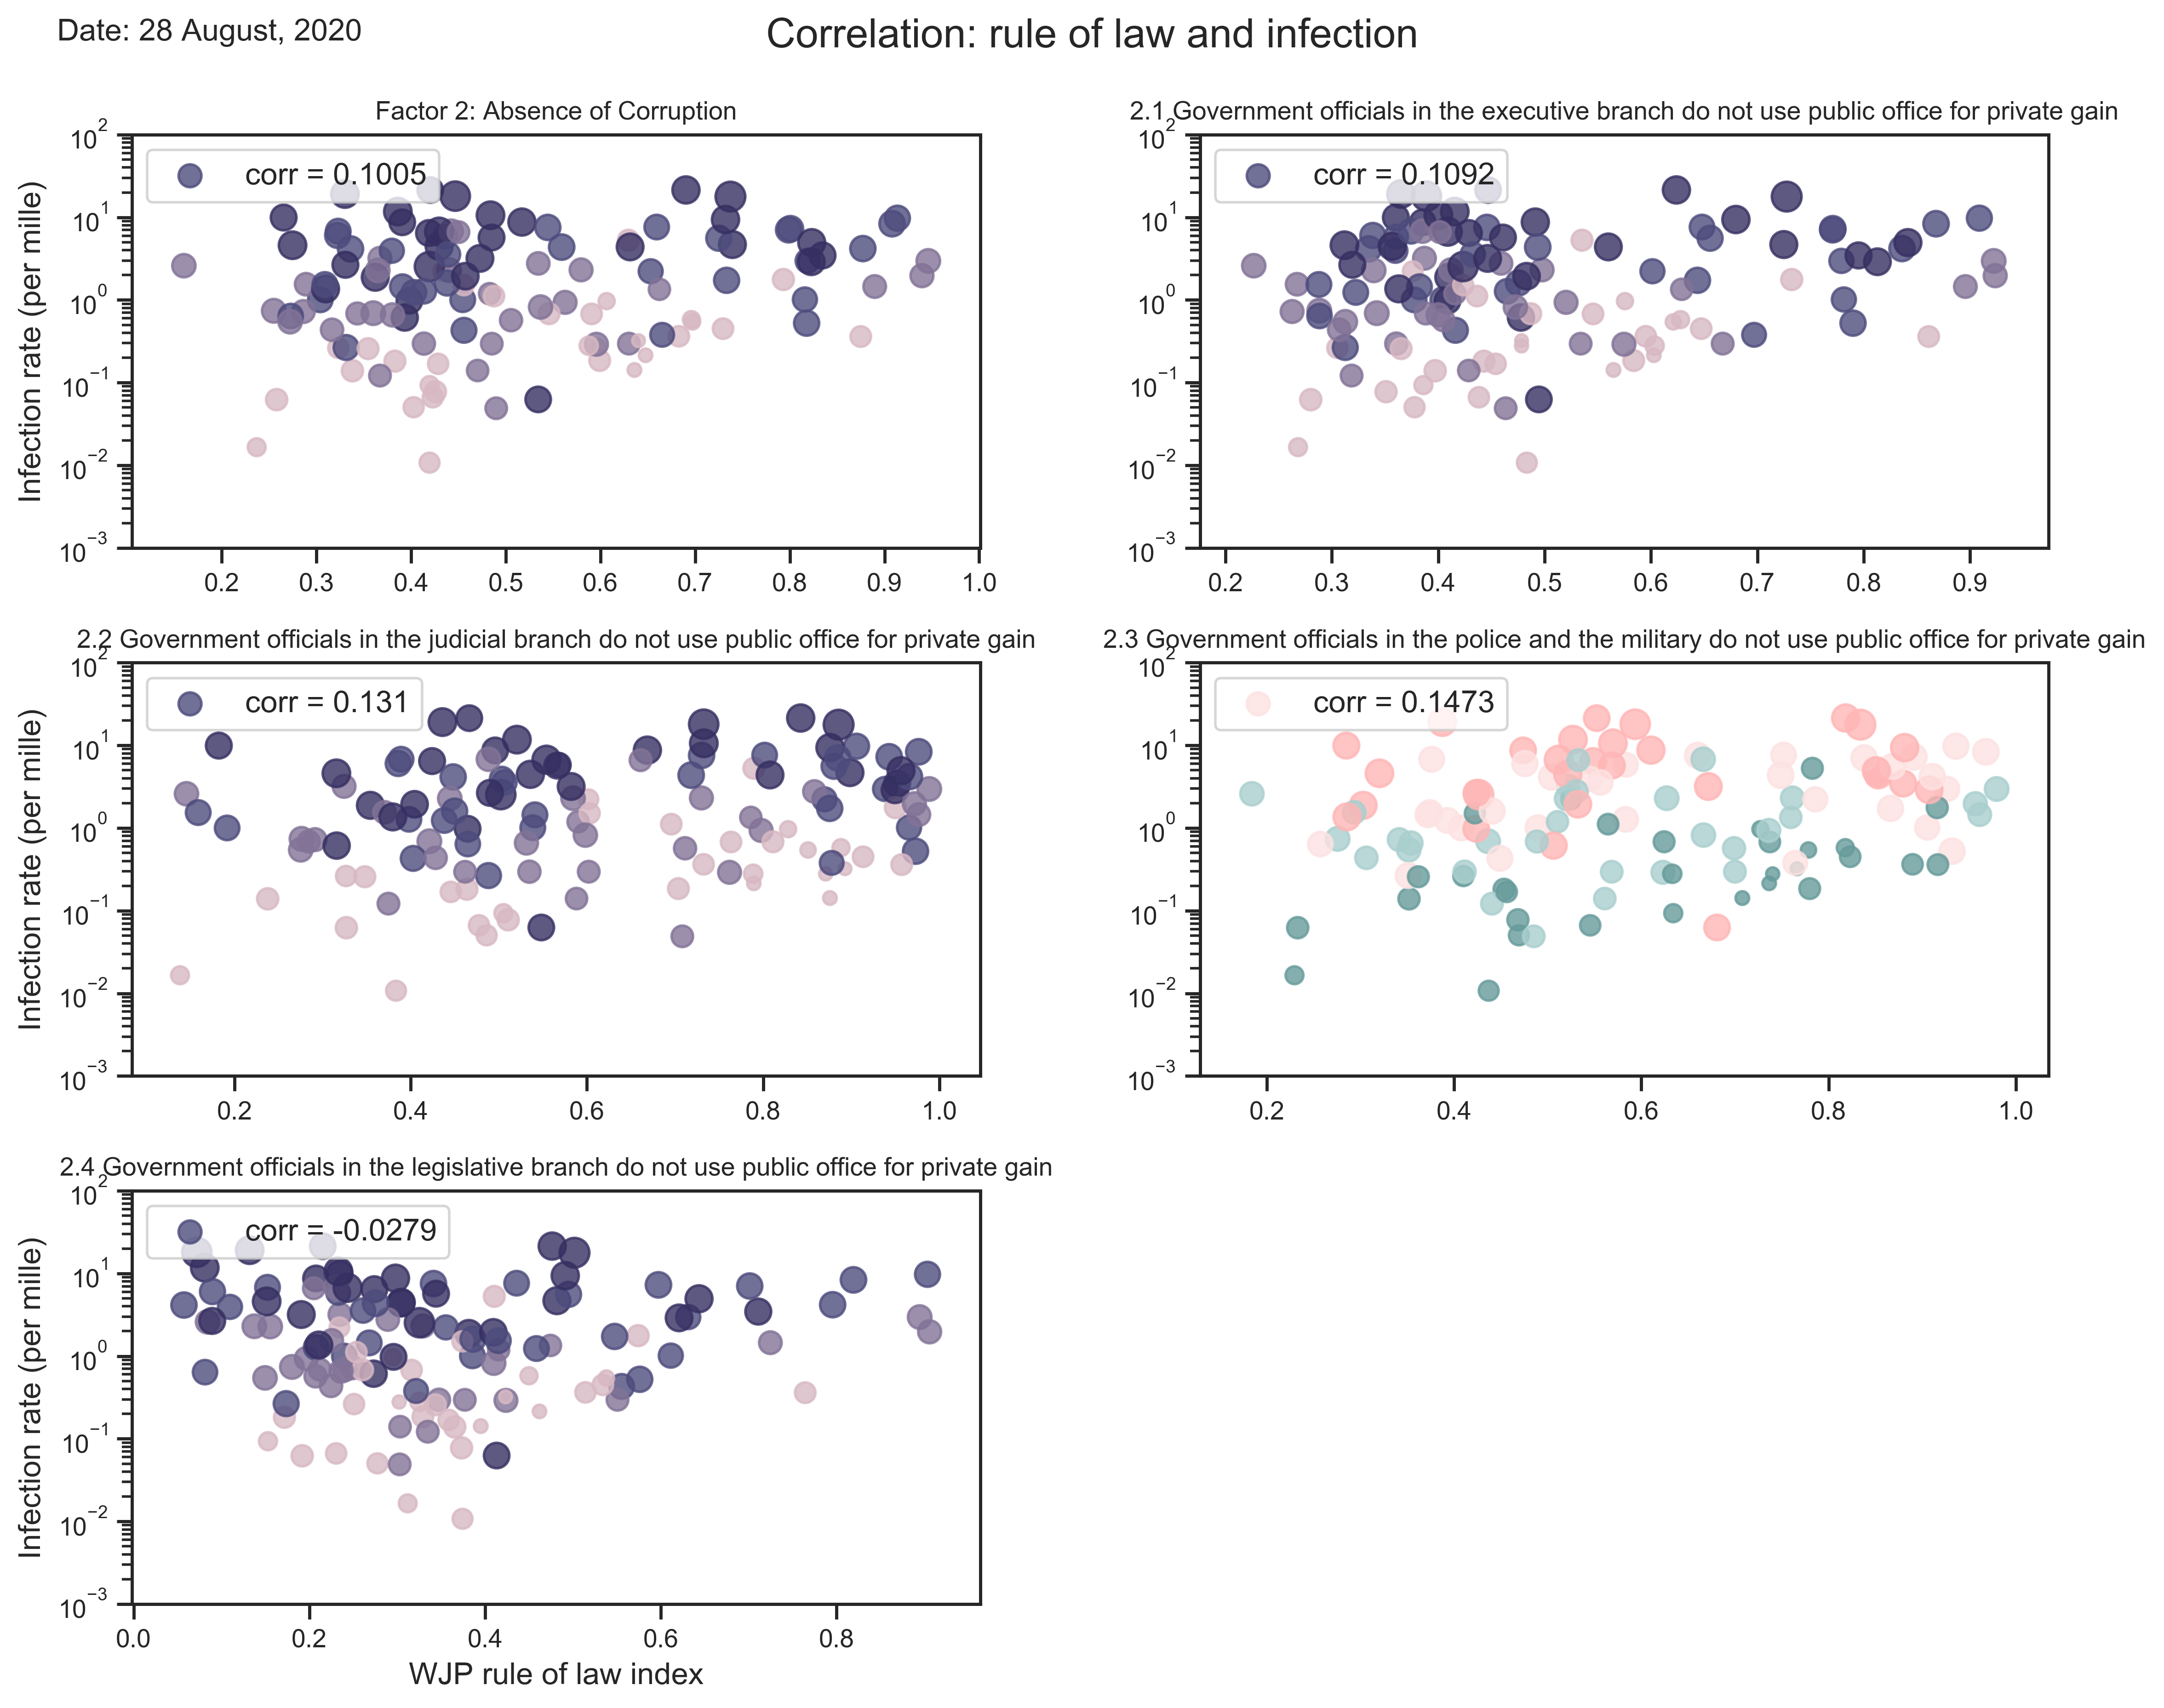 Date: 28 August, 2020
Correlation: rule of law and infection
Factor 2: Absence of Corruption
corr = 0.1005
10^2
10^1
10^0
10^−1
10^−2
10^−3
Infection rate (per mille)
0.2 0.3 0.4 0.5 0.6 0.7 0.8 0.9 1.0
2.1 Government officials in the executive branch do not use public office for private gain
corr = 0.1092
10^2
10^1
10^0
10^−1
10^−2
10^−3
0.2 0.3 0.4 0.5 0.6 0.7 0.8 0.9
2.2 Government officials in the judicial branch do not use public office for private gain
corr = 0.131
10^2
10^1
10^0
10^−1
10^−2
10^−3
Infection rate (per mille)
0.2 0.4 0.6 0.8 1.0
2.3 Government officials in the police and the military do not use public office for private gain
corr = 0.1473
10^2
10^1
10^0
10^−1
10^−2
10^−3
0.2 0.4 0.6 0.8 1.0
2.4 Government officials in the legislative branch do not use public office for private gain
corr = -0.0279
10^2
10^1
10^0
10^−1
10^−2
10^−3
Infection rate (per mille)
0.0 0.2 0.4 0.6 0.8
WJP rule of law index